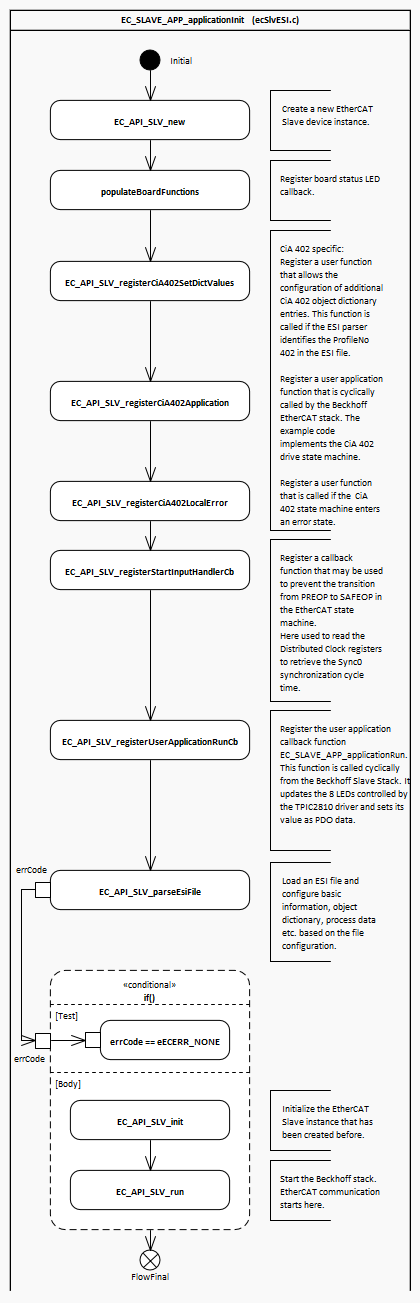 EC_SLAVE_APP_applicationInit (ecSlvESI.c)
Initial
EC_API_SLV_new
Create a new EtherCAT
Slave device instance.
populateBoardFunctions
Register board status LED
callback.
EC_API_SLV_registerCiA402SetDictValues
CiA 402 specific:
Register a user function
that allows the
configuration of additional
CiA 402 object dictionary
entries. This function is
called if the ESI parser
identifies the ProfileNo
402 in the ESI file.
EC_API_SLV_registerCiA402Application
Register a user application
function that is cyclically
called by the Beckhoff
EtherCAT stack. The
example code
implements the CiA 402
drive state machine.
EC_API_SLV_registerCiA402LocalError
Register a user function
that is called if the CiA
402 state machine enters
an error state.
EC_API_SLV_registerStartInputHandlerCb
Register a callback
function that may be used
to prevent the transition
from PREOP to SAFEOP in
the EtherCAT state
machine.
Here used to read the
Distributed Clock registers
to retrieve the Sync0
synchronization cycle
time.
EC_API_SLV_registerUserApplicationRunCb
Register the user application
callback function
EC_SLAVE_APP_applicationRun.
This function is called cyclically
from the Beckhoff Slave Stack. It
updates the 8 LEDs controlled by
the TPIC2810 driver and sets its
value as PDO data.
errCode
EC_API_SLV_parseEsiFile
Load an ESI file and
configure basic
information, object
dictionary, process data
etc. based on the file
configuration.
«conditional»
if()
[Test]
errCode == eECERR_NONE
errCode
[Body]
EC_API_SLV_init
Initialize the EtherCAT
Slave instance that has
been created before.
EC_API_SLV_run
Start the Beckhoff stack.
EtherCAT communication
starts here.
FlowFinal